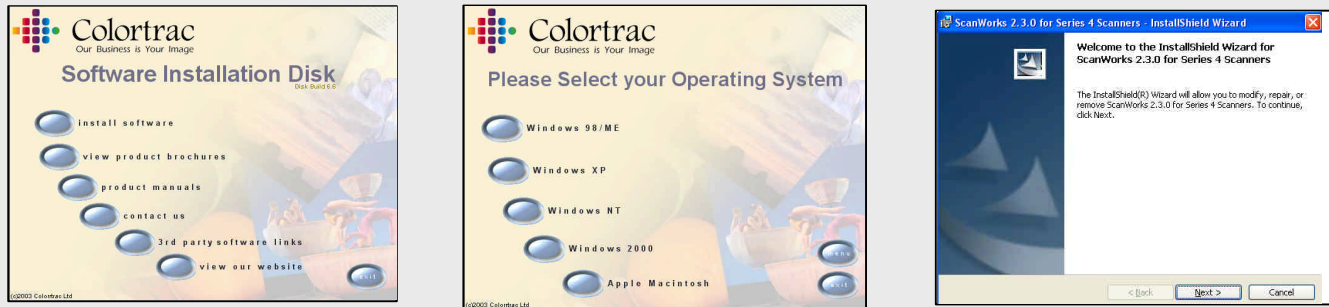 Colortrac
Our Business is Your Image
Software Installation Disk
Disk Build 6.6
install software
view product brochures
product manuals
contact us
3rd party software links
view our website
exit
(c)2003 Colortrac Ltd
Colortrac
Our Business is Your Image
Please Select your Operating System
Windows 98/ME
Windows XP
Windows NT
Windows 2000
menu
Apple Macintosh
exit
(c)2003 Colortrac Ltd
ScanWorks 2.3.0 for Series 4 Scanners - InstallShield Wizard
Welcome to the InstallShield Wizard for
ScanWorks 2.3.0 for Series 4 Scanners
The InstallShield(R) Wizard will allow you to modify, repair, or
remove ScanWorks 2.3.0 for Series 4 Scanners. To continue,
click Next.
< Back
Next >
Cancel